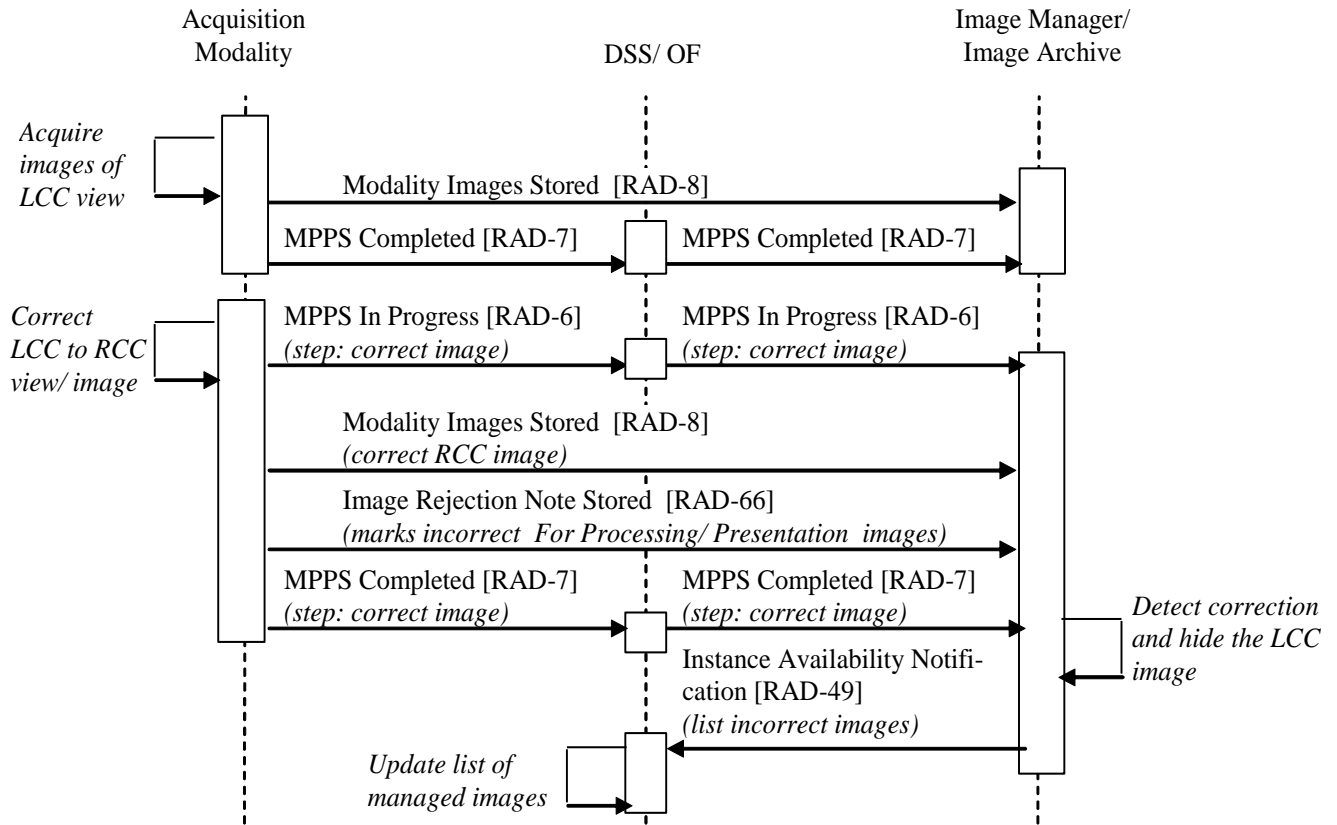 Acquisition
Modality
DSS/ OF
Image Manager/
Image Archive
Acquire
images of
LCC view
Modality Images Stored [RAD-8]
MPPS Completed [RAD-7]
MPPS Completed [RAD-7]
Correct
LCC to RCC
view/ image
MPPS In Progress [RAD-6]
(step: correct image)
MPPS In Progress [RAD-6]
(step: correct image)
Modality Images Stored [RAD-8]
(correct RCC image)
Image Rejection Note Stored [RAD-66]
(marks incorrect For Processing/ Presentation images)
MPPS Completed [RAD-7]
(step: correct image)
MPPS Completed [RAD-7]
(step: correct image)
Detect correction
and hide the LCC
image
Instance Availability Notifi-
cation [RAD-49]
(list incorrect images)
Update list of
managed images